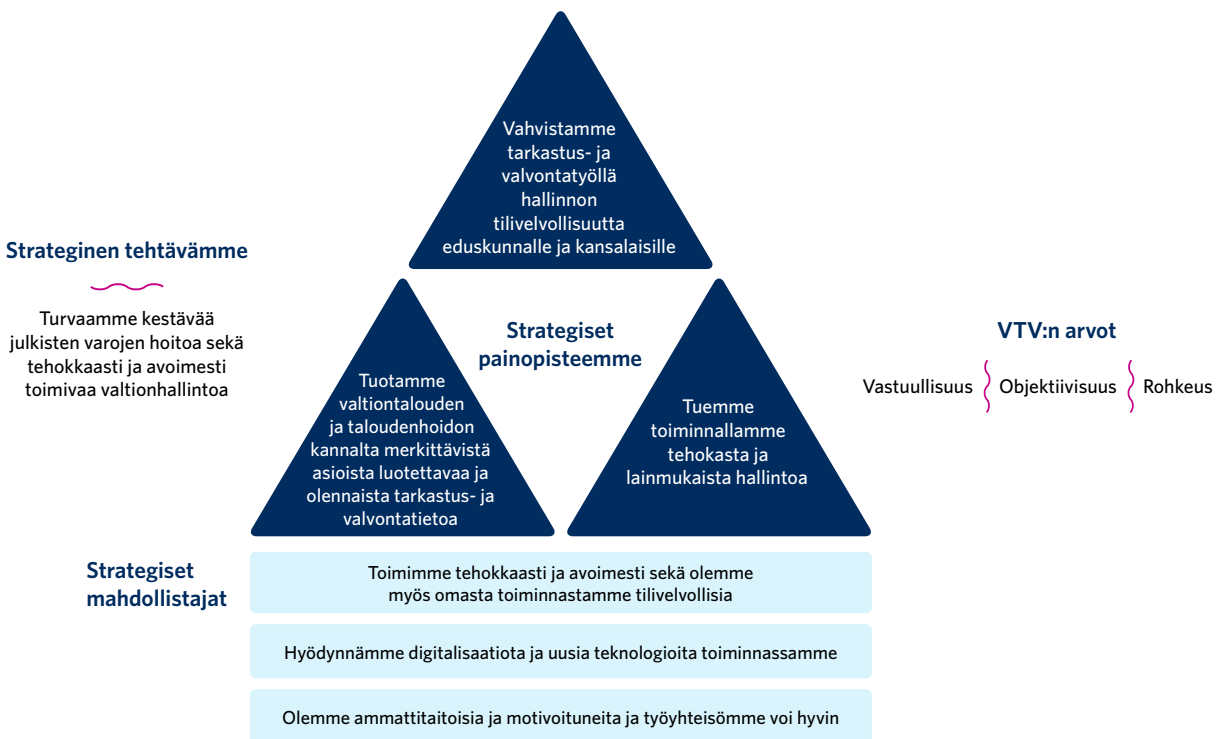 Vahvistamme
tarkastus- ja
valvontatyöllä
hallinnon
tilivelvollisuutta
eduskunnalle ja kansalaisille
Strateginen tehtävämme
Turvaamme kestävää
julkisten varojen hoitoa sekä
tehokkaasti ja avoimesti
toimivaa valtionhallintoa
Strategiset
painopisteemme
VTV:n arvot
Vastuullisuus
Objektiivisuus
Rohkeus
Tuotamme
valtiontalouden
ja taloudenhoidon
kannalta merkittävistä
asioista luotettavaa ja
olennaista tarkastus- ja
valvontatietoa
Tuemme
toiminnallamme
tehokasta ja
lainmukaista hallintoa
Strategiset
mahdollistajat
Toimimme tehokkaasti ja avoimesti sekä olemme
myös omasta toiminnastamme tilivelvollisia
Hyödynnämme digitalisaatiota ja uusia teknologioita toiminnassamme
Olemme ammattitaitoisia ja motivoituneita ja työyhteisömme voi hyvin